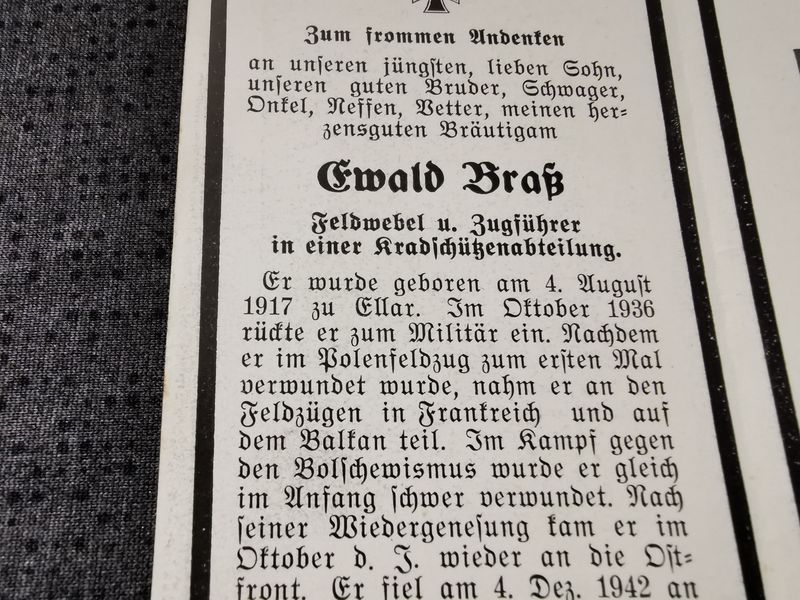 Zum frommen Andenken
an unseren jüngsten, lieben Sohn,
unseren guten Bruder, Schwager,
Onkel, Neffen, Vetter, meinen her-
zensguten Bräutigam
Ewald Braß
Feldwebel u. Zugführer
in einer Kradschützenabteilung.
Er wurde geboren am 4. August
1917 zu Ellar. Im Oktober 1936
rückte er zum Militär ein. Nachdem
er im Polenfeldzug zum ersten Mal
verwundet wurde, nahm er an den
Feldzügen in Frankreich und auf
dem Balkan teil. Im Kampf gegen
den Bolschewismus wurde er gleich
im Anfang schwer verwundet. Nach
seiner Wiedergenesung kam er im
Oktober d. J. wieder an die Ost-
front. Er fiel am 4. Dez. 1942 an